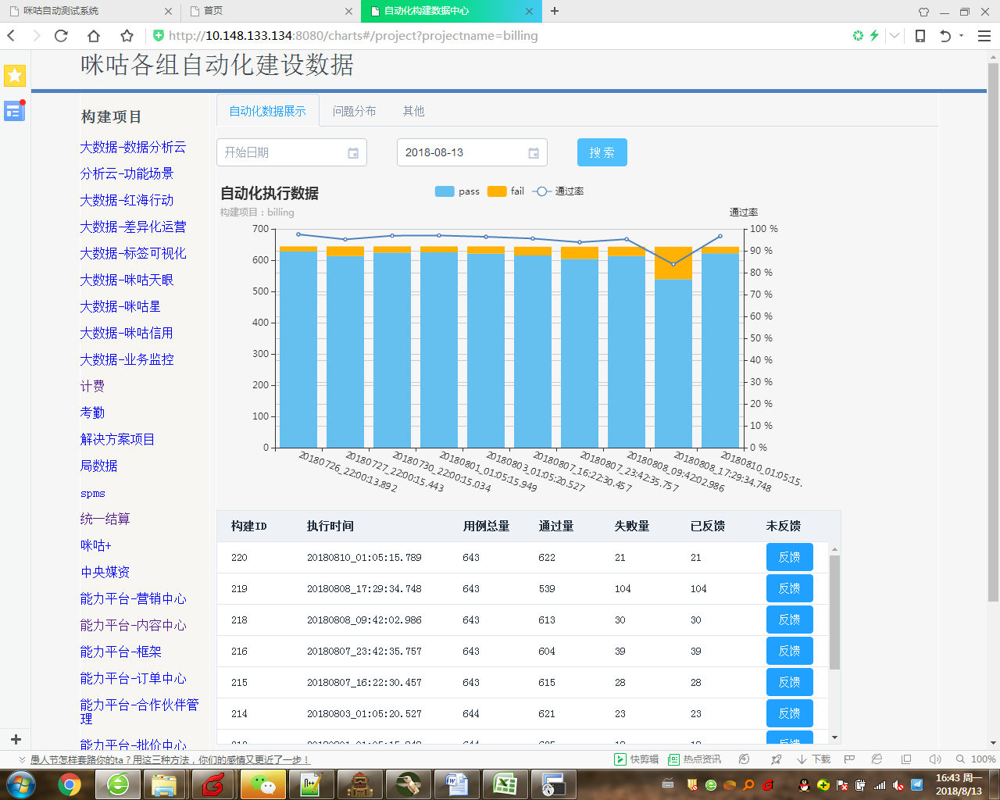 咪咕自动测试系统
首页
自动化构建数据中心
http://10.148.133.134:8080/charts#/project?projectname=billing
咪咕各组自动化建设数据
构建项目
大数据-数据分析云
分析云-功能场景
大数据-红海行动
大数据-差异化运营
大数据-标签可视化
大数据-咪咕天眼
大数据-咪咕星
大数据-咪咕信用
大数据-业务监控
计费
考勤
解决方案项目
局数据
spms
统一结算
咪咕+
中央媒资
能力平台-营销中心
能力平台-内容中心
能力平台-框架
能力平台-订单中心
能力平台-合作伙伴管
理
能力平台-批价中心
自动化数据展示 问题分布 其他
开始日期 2018-08-13 搜索
自动化执行数据
构建项目：billing
pass fail 通过率
通过率
700
600
500
400
300
200
100
0
100 %
90 %
80 %
70 %
60 %
50 %
40 %
30 %
20 %
10 %
0 %
20180726_22:00:13.892
20180727_22:00:15.443
20180730_22:00:15.034
20180801_01:05:15.949
20180803_01:05:20.527
20180807_16:22:30.457
20180807_23:42:35.757
20180808_09:42:02.986
20180808_17:29:34.748
20180810_01:05:15.
构建ID 执行时间 用例总量 通过量 失败量 已反馈 未反馈
220 20180810_01:05:15.789 643 622 21 21 反馈
219 20180808_17:29:34.748 643 539 104 104 反馈
218 20180808_09:42:02.986 643 613 30 30 反馈
216 20180807_23:42:35.757 643 604 39 39 反馈
215 20180807_16:22:30.457 643 615 28 28 反馈
214 20180803_01:05:20.527 644 621 23 23 反馈
愚人节怎样套路你的ta？用这三种方法，你们的感情又更近了一步！
快剪辑 热点资讯 下载 100%
16:43 周一
2018/8/13